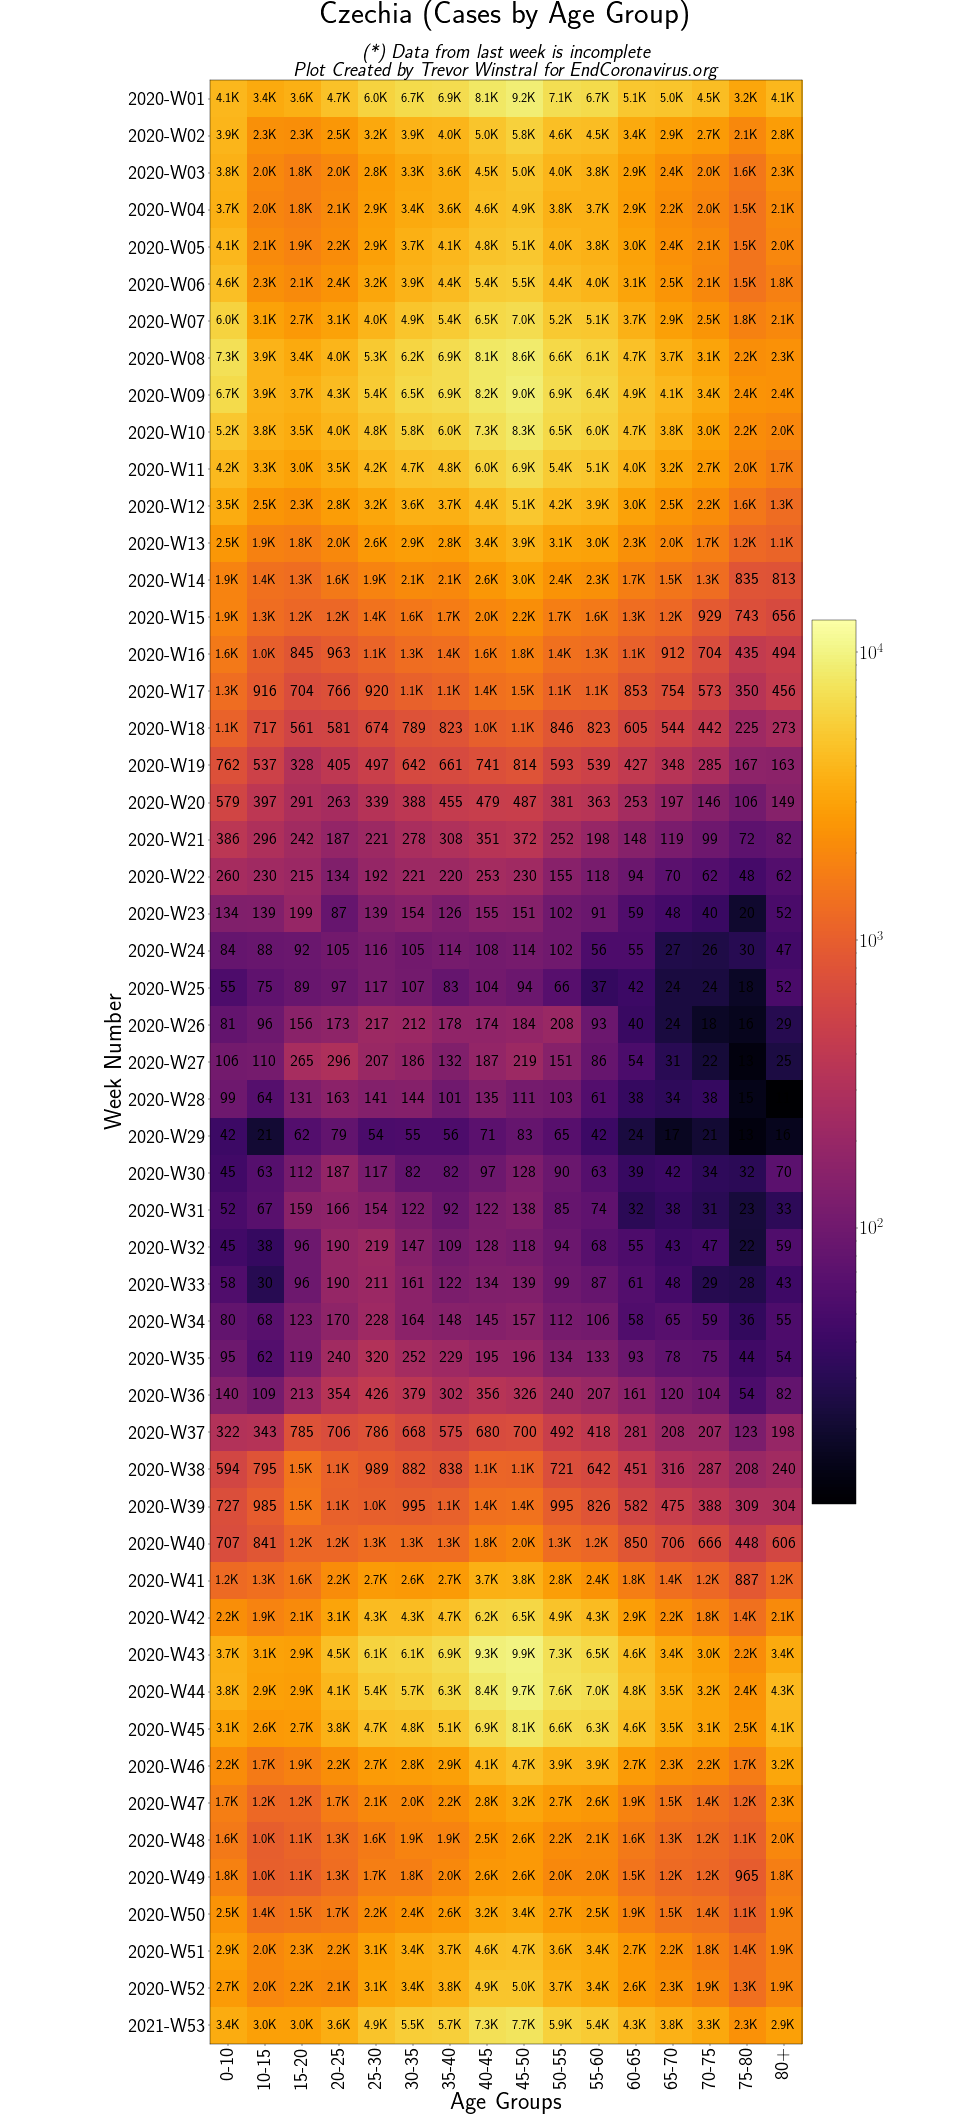 Czechia (Cases by Age Group)
(*) Data from last week is incomplete
Plot Created by Trevor Winstral for EndCoronavirus.org
2020-W01 4.1K 3.4K 3.6K 4.7K 6.0K 6.7K 6.9K 8.1K 9.2K 7.1K 6.7K 5.1K 5.0K 4.5K 3.2K 4.1K
2020-W02 3.9K 2.3K 2.3K 2.5K 3.2K 3.9K 4.0K 5.0K 5.8K 4.6K 4.5K 3.4K 2.9K 2.7K 2.1K 2.8K
2020-W03 3.8K 2.0K 1.8K 2.0K 2.8K 3.3K 3.6K 4.5K 5.0K 4.0K 3.8K 2.9K 2.4K 2.0K 1.6K 2.3K
2020-W04 3.7K 2.0K 1.8K 2.1K 2.9K 3.4K 3.6K 4.6K 4.9K 3.8K 3.7K 2.9K 2.2K 2.0K 1.5K 2.1K
2020-W05 4.1K 2.1K 1.9K 2.2K 2.9K 3.7K 4.1K 4.8K 5.1K 4.0K 3.8K 3.0K 2.4K 2.1K 1.5K 2.0K
2020-W06 4.6K 2.3K 2.1K 2.4K 3.2K 3.9K 4.4K 5.4K 5.5K 4.4K 4.0K 3.1K 2.5K 2.1K 1.5K 1.8K
2020-W07 6.0K 3.1K 2.7K 3.1K 4.0K 4.9K 5.4K 6.5K 7.0K 5.2K 5.1K 3.7K 2.9K 2.5K 1.8K 2.1K
2020-W08 7.3K 3.9K 3.4K 4.0K 5.3K 6.2K 6.9K 8.1K 8.6K 6.6K 6.1K 4.7K 3.7K 3.1K 2.2K 2.3K
2020-W09 6.7K 3.9K 3.7K 4.3K 5.4K 6.5K 6.9K 8.2K 9.0K 6.9K 6.4K 4.9K 4.1K 3.4K 2.4K 2.4K
2020-W10 5.2K 3.8K 3.5K 4.0K 4.8K 5.8K 6.0K 7.3K 8.3K 6.5K 6.0K 4.7K 3.8K 3.0K 2.2K 2.0K
2020-W11 4.2K 3.3K 3.0K 3.5K 4.2K 4.7K 4.8K 6.0K 6.9K 5.4K 5.1K 4.0K 3.2K 2.7K 2.0K 1.7K
2020-W12 3.5K 2.5K 2.3K 2.8K 3.2K 3.6K 3.7K 4.4K 5.1K 4.2K 3.9K 3.0K 2.5K 2.2K 1.6K 1.3K
2020-W13 2.5K 1.9K 1.8K 2.0K 2.6K 2.9K 2.8K 3.4K 3.9K 3.1K 3.0K 2.3K 2.0K 1.7K 1.2K 1.1K
2020-W14 1.9K 1.4K 1.3K 1.6K 1.9K 2.1K 2.1K 2.6K 3.0K 2.4K 2.3K 1.7K 1.5K 1.3K 835 813
2020-W15 1.9K 1.3K 1.2K 1.2K 1.4K 1.6K 1.7K 2.0K 2.2K 1.7K 1.6K 1.3K 1.2K 929 743 656
2020-W16 1.6K 1.0K 845 963 1.1K 1.3K 1.4K 1.6K 1.8K 1.4K 1.3K 1.1K 912 704 435 494
2020-W17 1.3K 916 704 766 920 1.1K 1.1K 1.4K 1.5K 1.1K 1.1K 853 754 573 350 456
2020-W18 1.1K 717 561 581 674 789 823 1.0K 1.1K 846 823 605 544 442 225 273
2020-W19 762 537 328 405 497 642 661 741 814 593 539 427 348 285 167 163
2020-W20 579 397 291 263 339 388 455 479 487 381 363 253 197 146 106 149
2020-W21 386 296 242 187 221 278 308 351 372 252 198 148 119 99 72 82
2020-W22 260 230 215 134 192 221 220 253 230 155 118 94 70 62 48 62
2020-W23 134 139 199 87 139 154 126 155 151 102 91 59 48 40 20 52
2020-W24 84 88 92 105 116 105 114 108 114 102 56 55 27 26 30 47
2020-W25 55 75 89 97 117 107 83 104 94 66 37 42 24 24 18 52
2020-W26 81 96 156 173 217 212 178 174 184 208 93 40 24 18 16 29
2020-W27 106 110 265 296 207 186 132 187 219 151 86 54 31 22 25
2020-W28 99 64 131 163 141 144 101 135 111 103 61 38 34 38 15
2020-W29 42 21 62 79 54 55 56 71 83 65 42 24 17 21 16
2020-W30 45 63 112 187 117 82 82 97 128 90 63 39 42 34 32 70
2020-W31 52 67 159 166 154 122 92 122 138 85 74 32 38 31 23 33
2020-W32 45 38 96 190 219 147 109 128 118 94 68 55 43 47 22 59
2020-W33 58 30 96 190 211 161 122 134 139 99 87 61 48 29 28 43
2020-W34 80 68 123 170 228 164 148 145 157 112 106 58 65 59 36 55
2020-W35 95 62 119 240 320 252 229 195 196 134 133 93 78 75 44 54
2020-W36 140 109 213 354 426 379 302 356 326 240 207 161 120 104 54 82
2020-W37 322 343 785 706 786 668 575 680 700 492 418 281 208 207 123 198
2020-W38 594 795 1.5K 1.1K 989 882 838 1.1K 1.1K 721 642 451 316 287 208 240
2020-W39 727 985 1.5K 1.1K 1.0K 995 1.1K 1.4K 1.4K 995 826 582 475 388 309 304
2020-W40 707 841 1.2K 1.2K 1.3K 1.3K 1.3K 1.8K 2.0K 1.3K 1.2K 850 706 666 448 606
2020-W41 1.2K 1.3K 1.6K 2.2K 2.7K 2.6K 2.7K 3.7K 3.8K 2.8K 2.4K 1.8K 1.4K 1.2K 887 1.2K
2020-W42 2.2K 1.9K 2.1K 3.1K 4.3K 4.3K 4.7K 6.2K 6.5K 4.9K 4.3K 2.9K 2.2K 1.8K 1.4K 2.1K
2020-W43 3.7K 3.1K 2.9K 4.5K 6.1K 6.1K 6.9K 9.3K 9.9K 7.3K 6.5K 4.6K 3.4K 3.0K 2.2K 3.4K
2020-W44 3.8K 2.9K 2.9K 4.1K 5.4K 5.7K 6.3K 8.4K 9.7K 7.6K 7.0K 4.8K 3.5K 3.2K 2.4K 4.3K
2020-W45 3.1K 2.6K 2.7K 3.8K 4.7K 4.8K 5.1K 6.9K 8.1K 6.6K 6.3K 4.6K 3.5K 3.1K 2.5K 4.1K
2020-W46 2.2K 1.7K 1.9K 2.2K 2.7K 2.8K 2.9K 4.1K 4.7K 3.9K 3.9K 2.7K 2.3K 2.2K 1.7K 3.2K
2020-W47 1.7K 1.2K 1.2K 1.7K 2.1K 2.0K 2.2K 2.8K 3.2K 2.7K 2.6K 1.9K 1.5K 1.4K 1.2K 2.3K
2020-W48 1.6K 1.0K 1.1K 1.3K 1.6K 1.9K 1.9K 2.5K 2.6K 2.2K 2.1K 1.6K 1.3K 1.2K 1.1K 2.0K
2020-W49 1.8K 1.0K 1.1K 1.3K 1.7K 1.8K 2.0K 2.6K 2.6K 2.0K 2.0K 1.5K 1.2K 1.2K 965 1.8K
2020-W50 2.5K 1.4K 1.5K 1.7K 2.2K 2.4K 2.6K 3.2K 3.4K 2.7K 2.5K 1.9K 1.5K 1.4K 1.1K 1.9K
2020-W51 2.9K 2.0K 2.3K 2.2K 3.1K 3.4K 3.7K 4.6K 4.7K 3.6K 3.4K 2.7K 2.2K 1.8K 1.4K 1.9K
2020-W52 2.7K 2.0K 2.2K 2.1K 3.1K 3.4K 3.8K 4.9K 5.0K 3.7K 3.4K 2.6K 2.3K 1.9K 1.3K 1.9K
2021-W53 3.4K 3.0K 3.0K 3.6K 4.9K 5.5K 5.7K 7.3K 7.7K 5.9K 5.4K 4.3K 3.8K 3.3K 2.3K 2.9K
0-10 10-15 15-20 20-25 25-30 30-35 35-40 40-45 45-50 50-55 55-60 60-65 65-70 70-75 75-80 80+
Age Groups
Week Number
10⁴
10³
10²